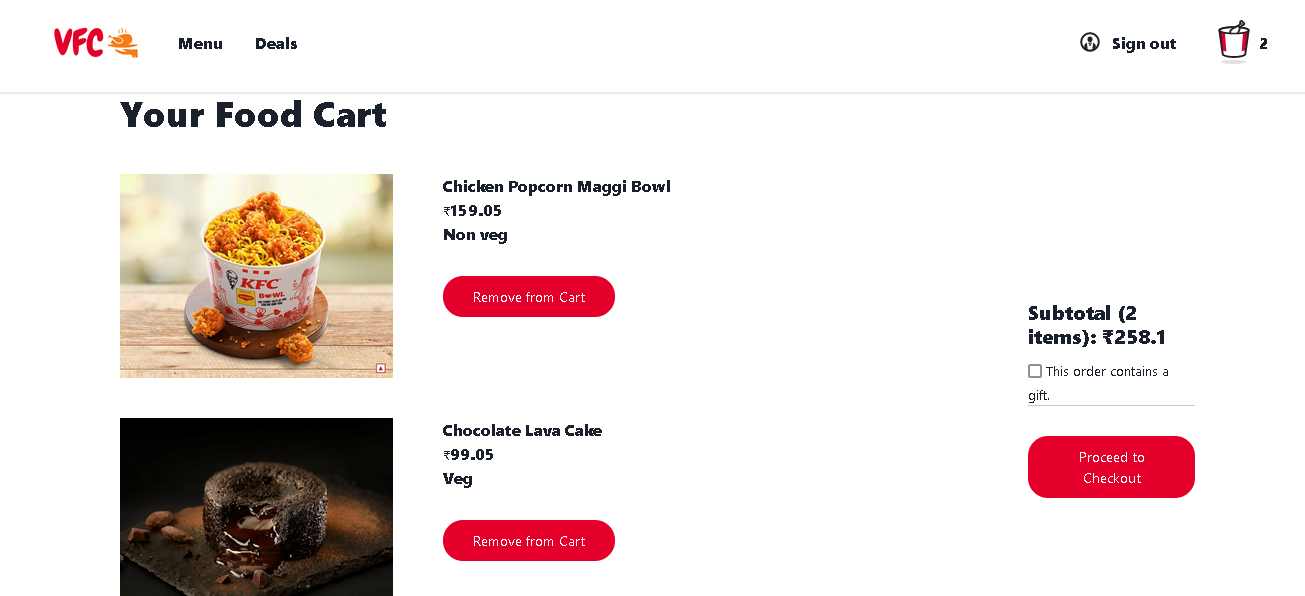 VFC
Menu
Deals
Sign out
2
Your Food Cart
KFC
BOWL
Chicken Popcorn Maggi Bowl
₹159.05
Non veg
Remove from Cart
Chocolate Lava Cake
₹99.05
Veg
Remove from Cart
Subtotal (2
items): ₹258.1
This order contains a
gift.
Proceed to
Checkout